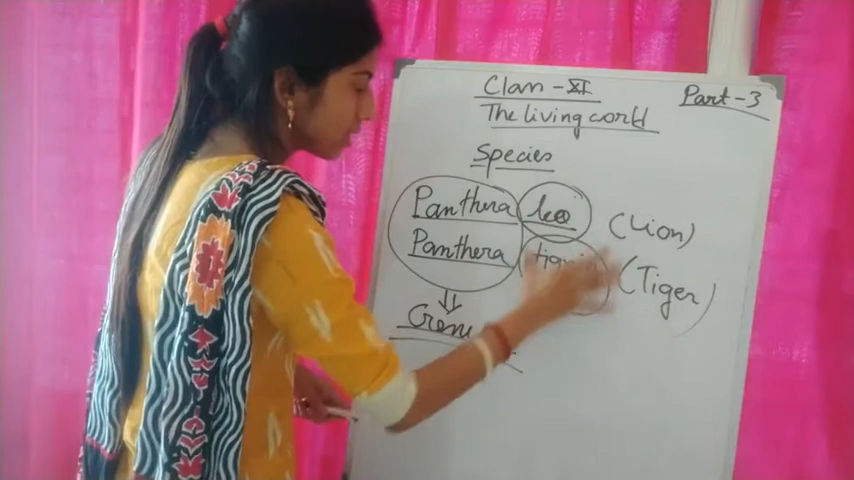 Class - XI
Part - 3
The living world
Species
Panthera leo (Lion)
Panthera (Tiger)